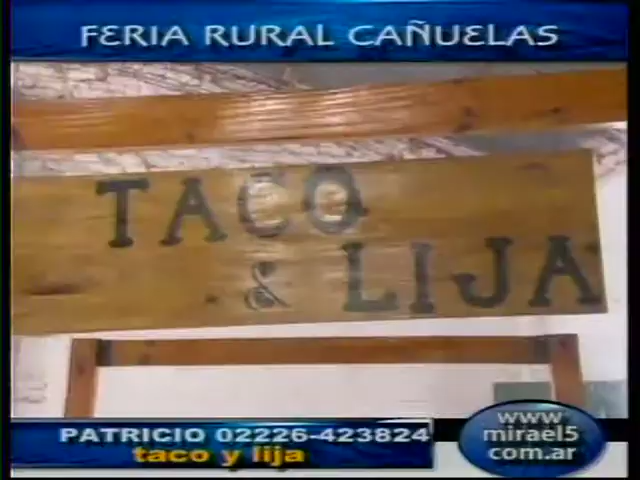 FERIA RURAL CAÑUELAS
TACO
& LIJA
PATRICIO 02226-423824
taco y lija
www
mirael5
com.ar